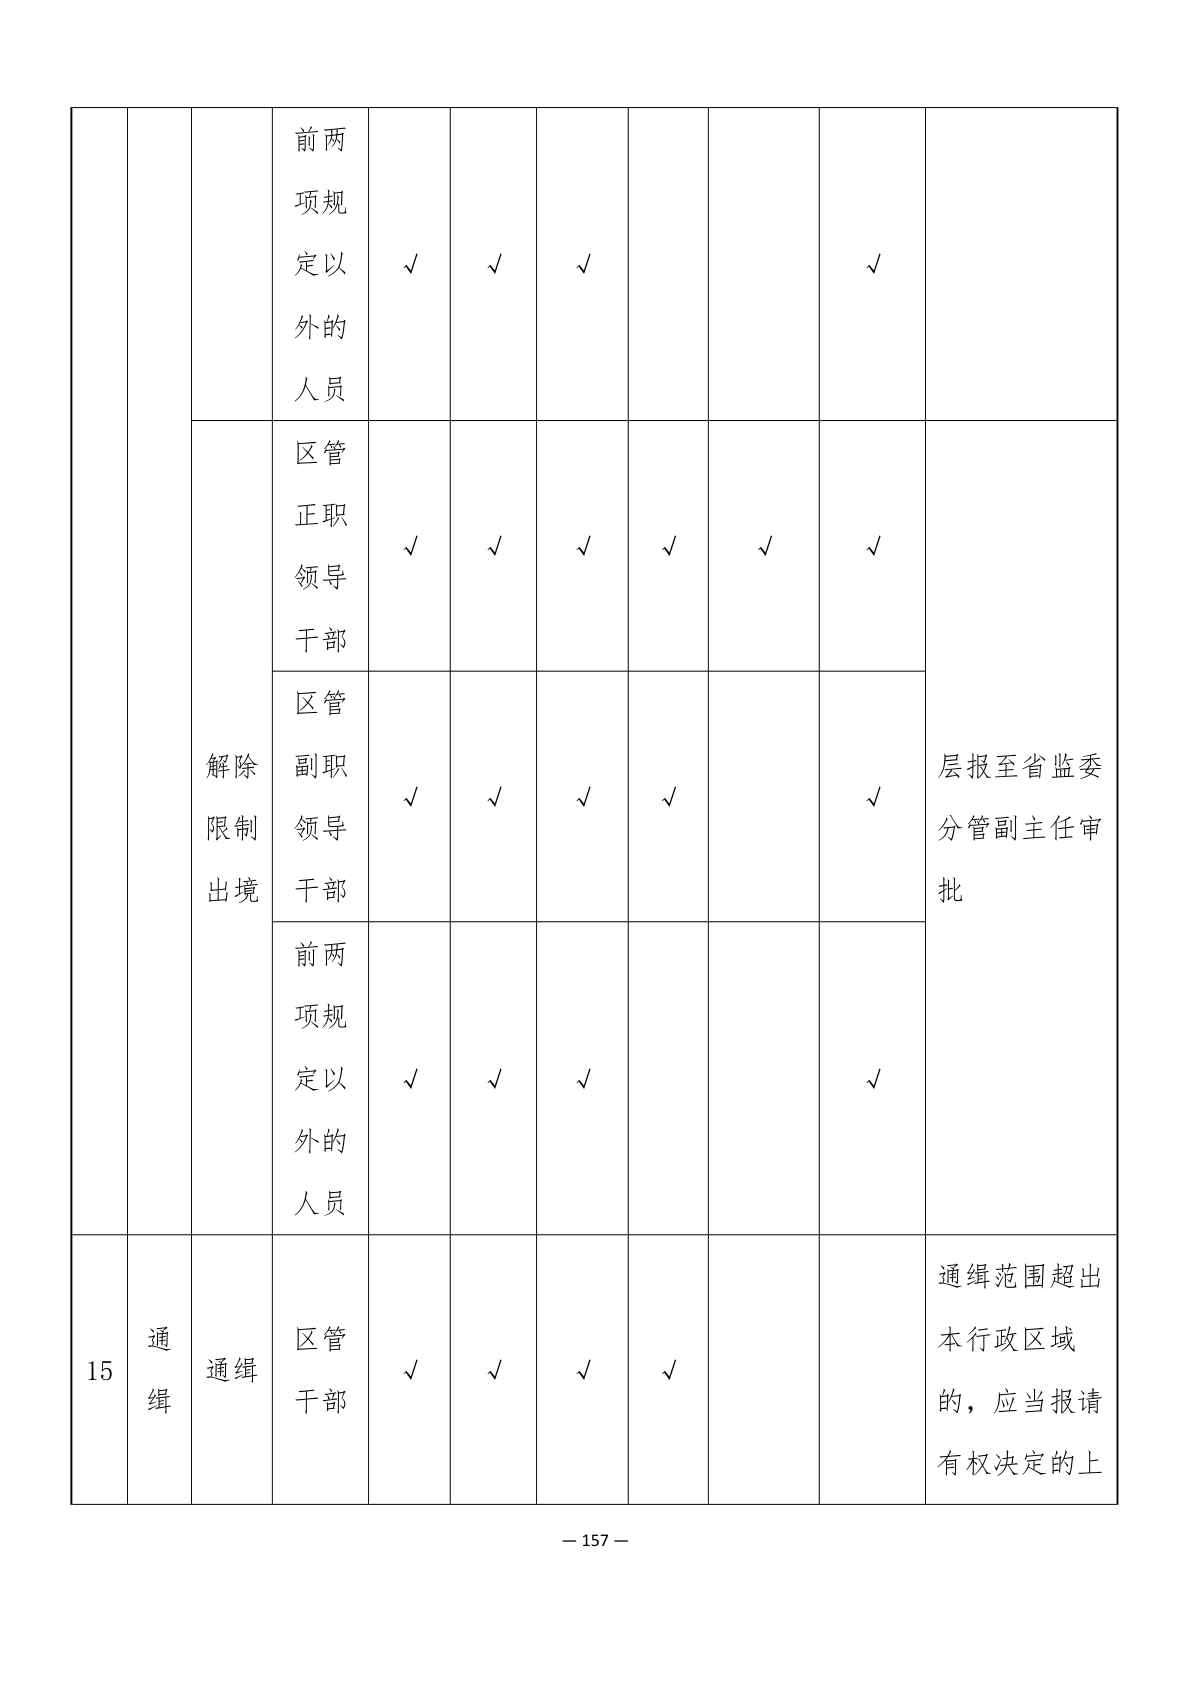 前两
项规
定以
外的
人员
√ √ √ √
解除
限制
出境
区管
正职
领导
干部
√ √ √ √ √ √
层报至省监委
分管副主任审
批
区管
副职
领导
干部
√ √ √ √ √
前两
项规
定以
外的
人员
√ √ √ √
15
通
缉
通缉
区管
干部
√ √ √ √
通缉范围超出
本行政区域
的，应当报请
有权决定的上
— 157 —